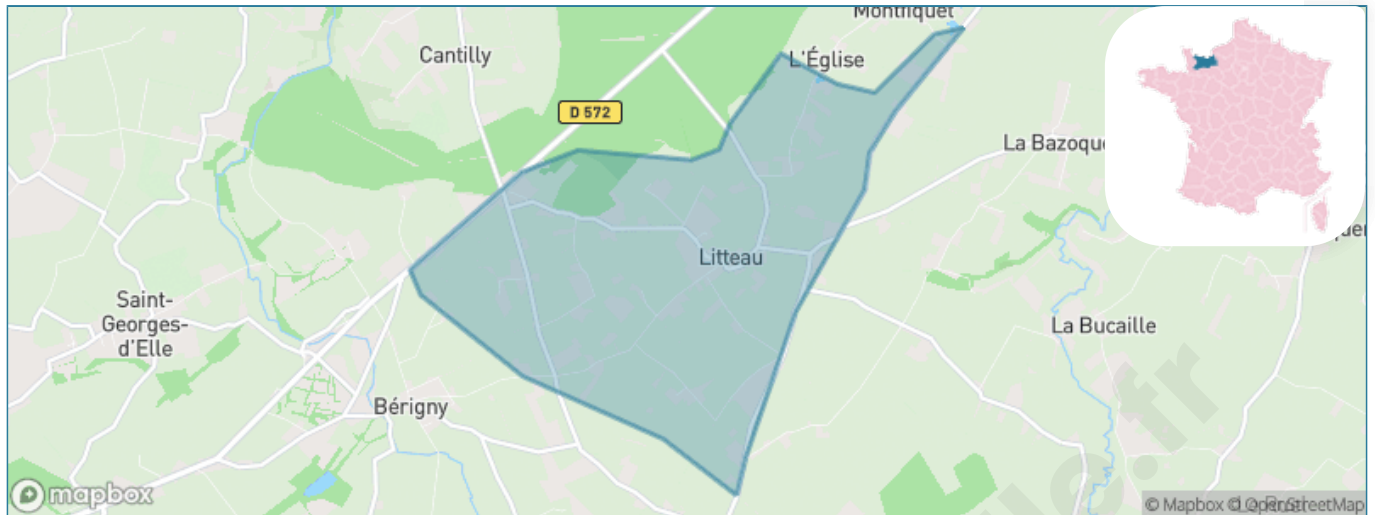 Montfiquet
Cantilly
L'Église
D 572
La Bazoque
Litteau
Saint-
Georges-
d'Elle
La Bucaille
Bérigny
mapbox
© Mapbox © OpenStreetMap